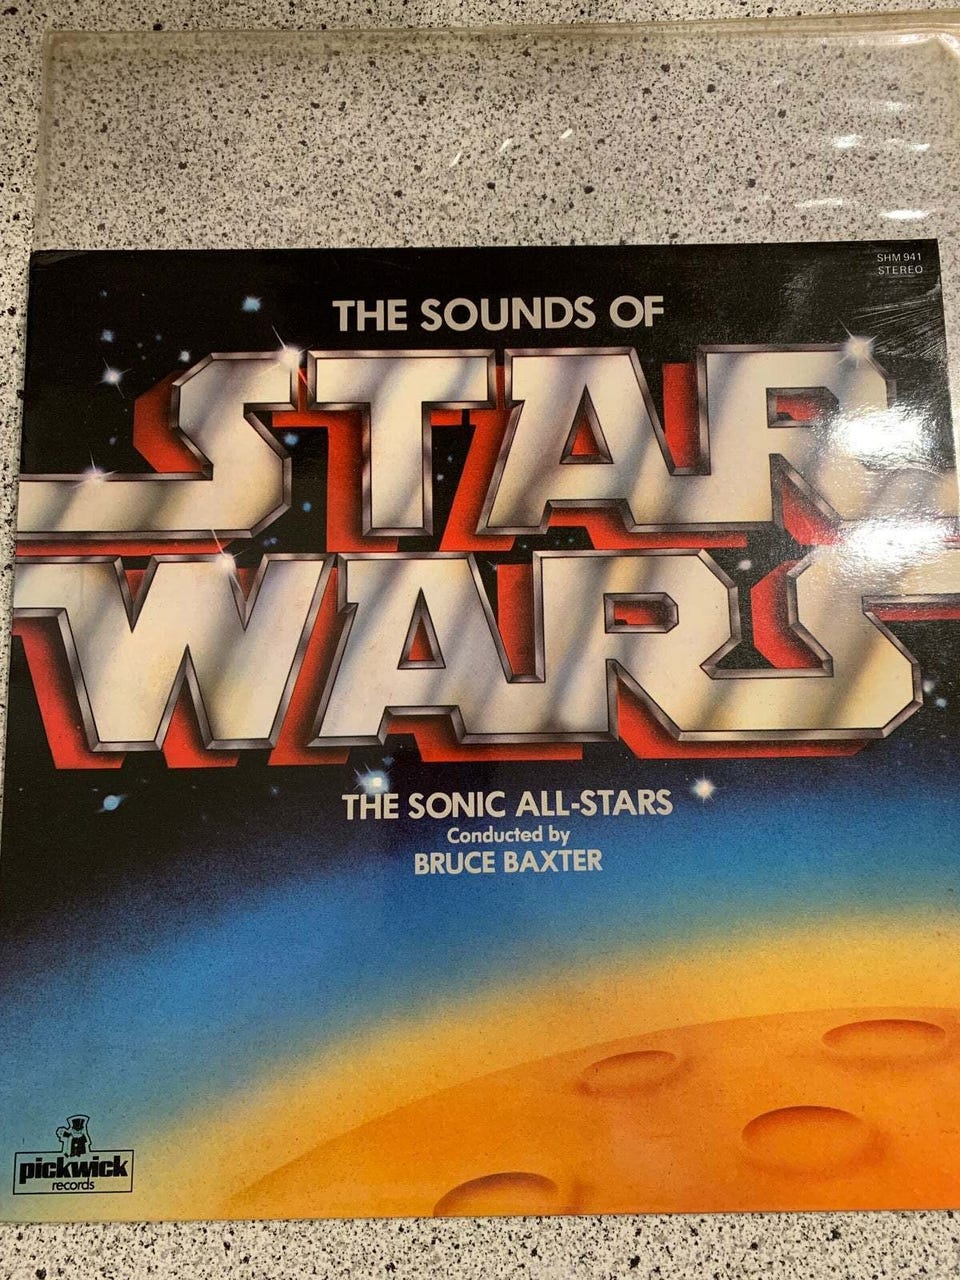 SHM 941
STEREO
THE SOUNDS OF
STAR
WARS
THE SONIC ALL-STARS
Conducted by
BRUCE BAXTER
pickwick
records